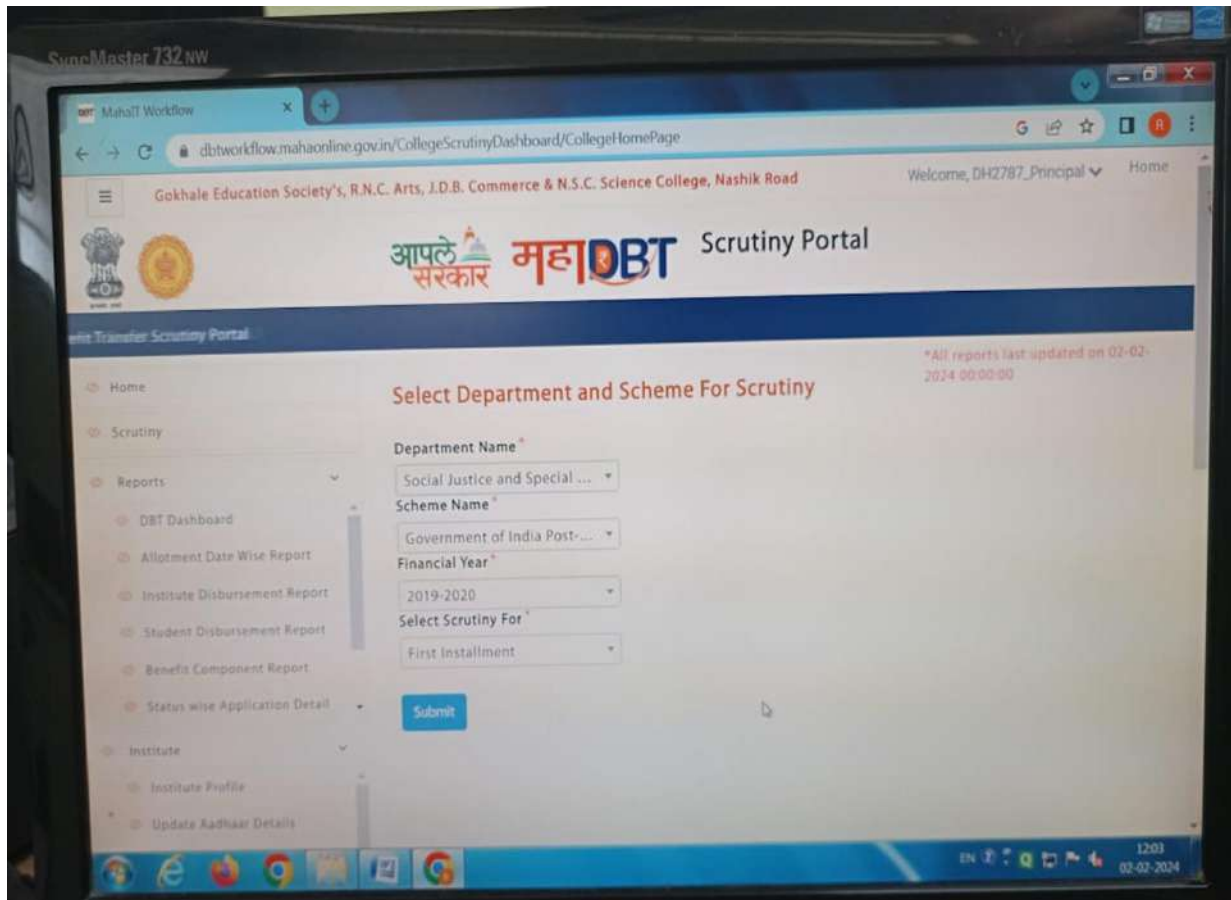 SyncMaster 732 NW
MahaIT Workflow
dbtworkflow.mahaonline.gov.in/CollegeScrutinyDashboard/CollegeHomePage
Gokhale Education Society's, R.N.C. Arts, J.D.B. Commerce & N.S.C. Science College, Nashik Road
Welcome, DH2787_Principal
Home
आपले सरकार
महाDBT
Scrutiny Portal
Transfer Scrutiny Portal
*All reports last updated on 02-02-
2024 00:00:00
Home
Scrutiny
Reports
DBT Dashboard
Allotment Date Wise Report
Institute Disbursement Report
Student Disbursement Report
Benefit Component Report
Status wise Application Detail
Institute
Institute Profile
Update Aadhaar Details
Select Department and Scheme For Scrutiny
Department Name*
Social Justice and Special ...
Scheme Name*
Government of India Post-...
Financial Year*
2019-2020
Select Scrutiny For*
First Installment
Submit
EN
12:03
02-02-2024